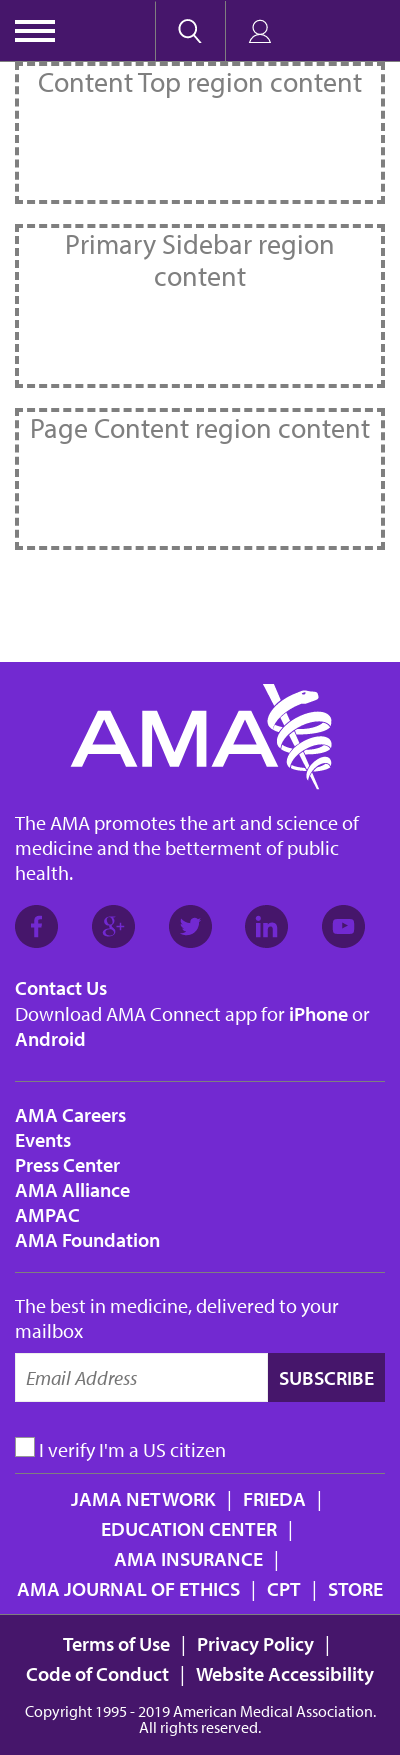 Content Top region content
Primary Sidebar region
content
Page Content region content
AMA
The AMA promotes the art and science of
medicine and the betterment of public
health.
Contact Us
Download AMA Connect app for iPhone or
Android
AMA Careers
Events
Press Center
AMA Alliance
AMPAC
AMA Foundation
The best in medicine, delivered to your
mailbox
Email Address SUBSCRIBE
I verify I'm a US citizen
JAMA NETWORK | FRIEDA |
EDUCATION CENTER |
AMA INSURANCE |
AMA JOURNAL OF ETHICS | CPT | STORE
Terms of Use | Privacy Policy |
Code of Conduct | Website Accessibility
Copyright 1995 - 2019 American Medical Association.
All rights reserved.